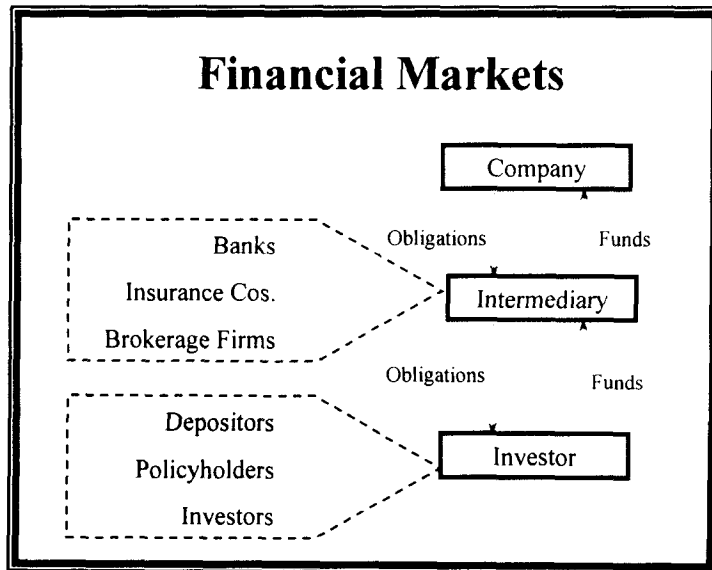 Financial Markets
Company
Obligations
Funds
Banks
Insurance Cos.
Brokerage Firms
Intermediary
Obligations
Funds
Depositors
Policyholders
Investors
Investor